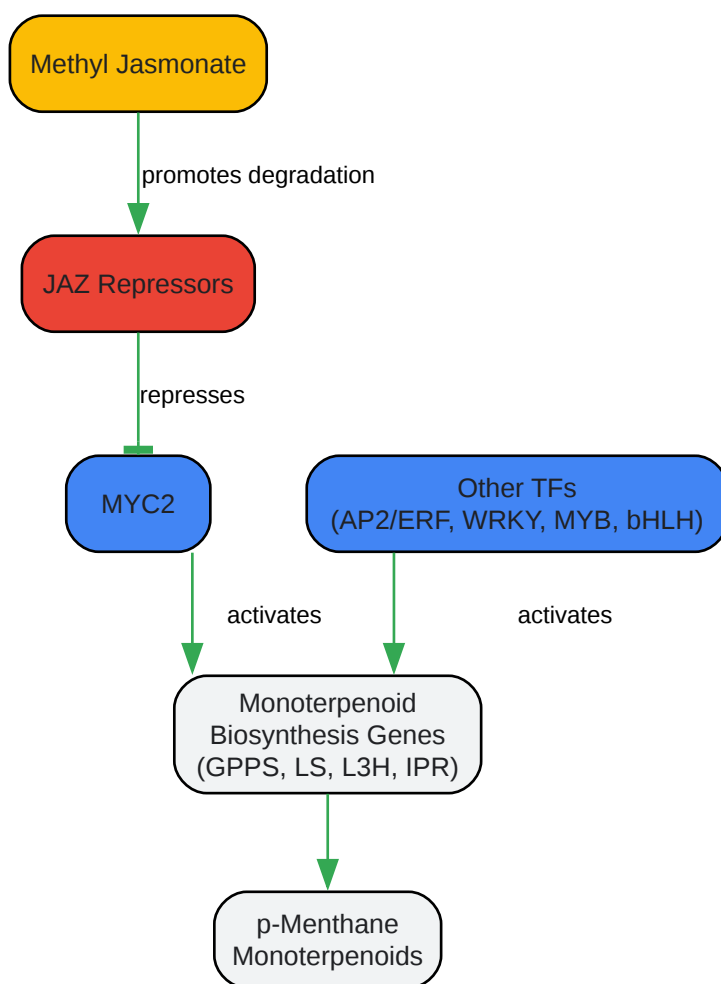 Methyl Jasmonate
promotes degradation
JAZ Repressors
represses
MYC2
Other TFs
(AP2/ERF, WRKY, MYB, bHLH)
activates
activates
Monoterpenoid
Biosynthesis Genes
(GPPS, LS, L3H, IPR)
p-Menthane
Monoterpenoids